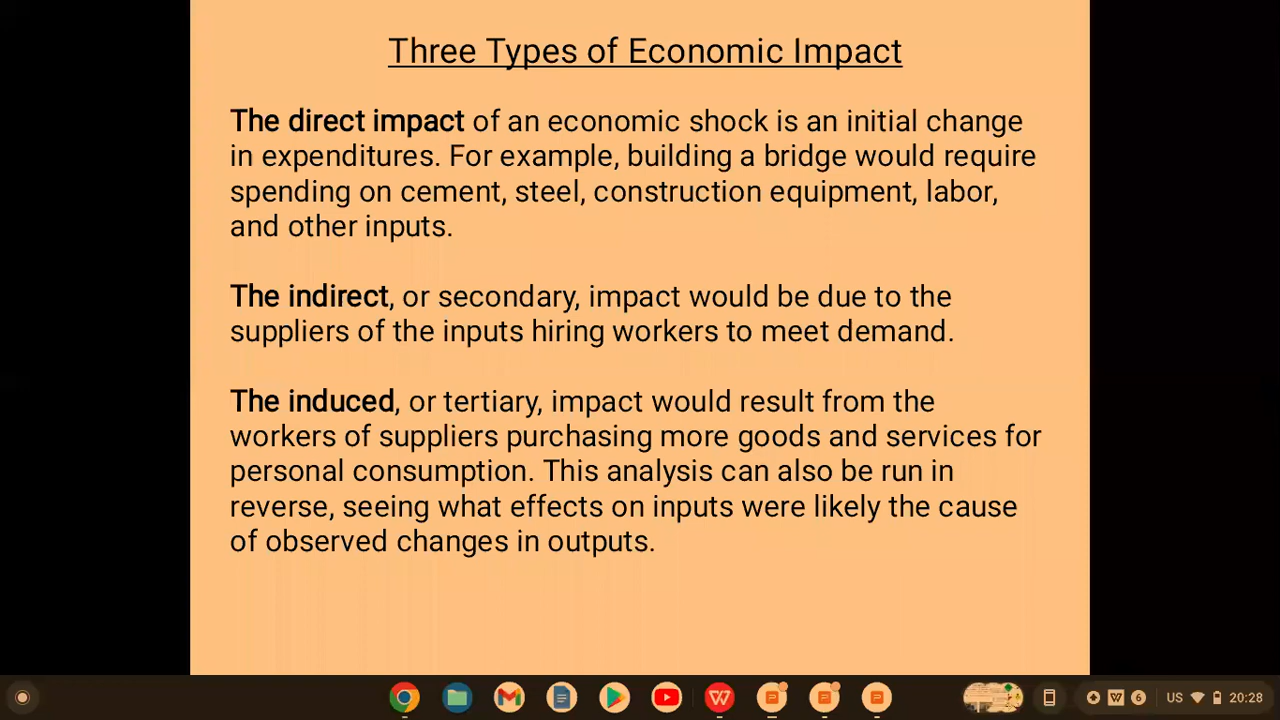 Three Types of Economic Impact
The direct impact of an economic shock is an initial change
in expenditures. For example, building a bridge would require
spending on cement, steel, construction equipment, labor,
and other inputs.
The indirect, or secondary, impact would be due to the
suppliers of the inputs hiring workers to meet demand.
The induced, or tertiary, impact would result from the
workers of suppliers purchasing more goods and services for
personal consumption. This analysis can also be run in
reverse, seeing what effects on inputs were likely the cause
of observed changes in outputs.
US 20:28